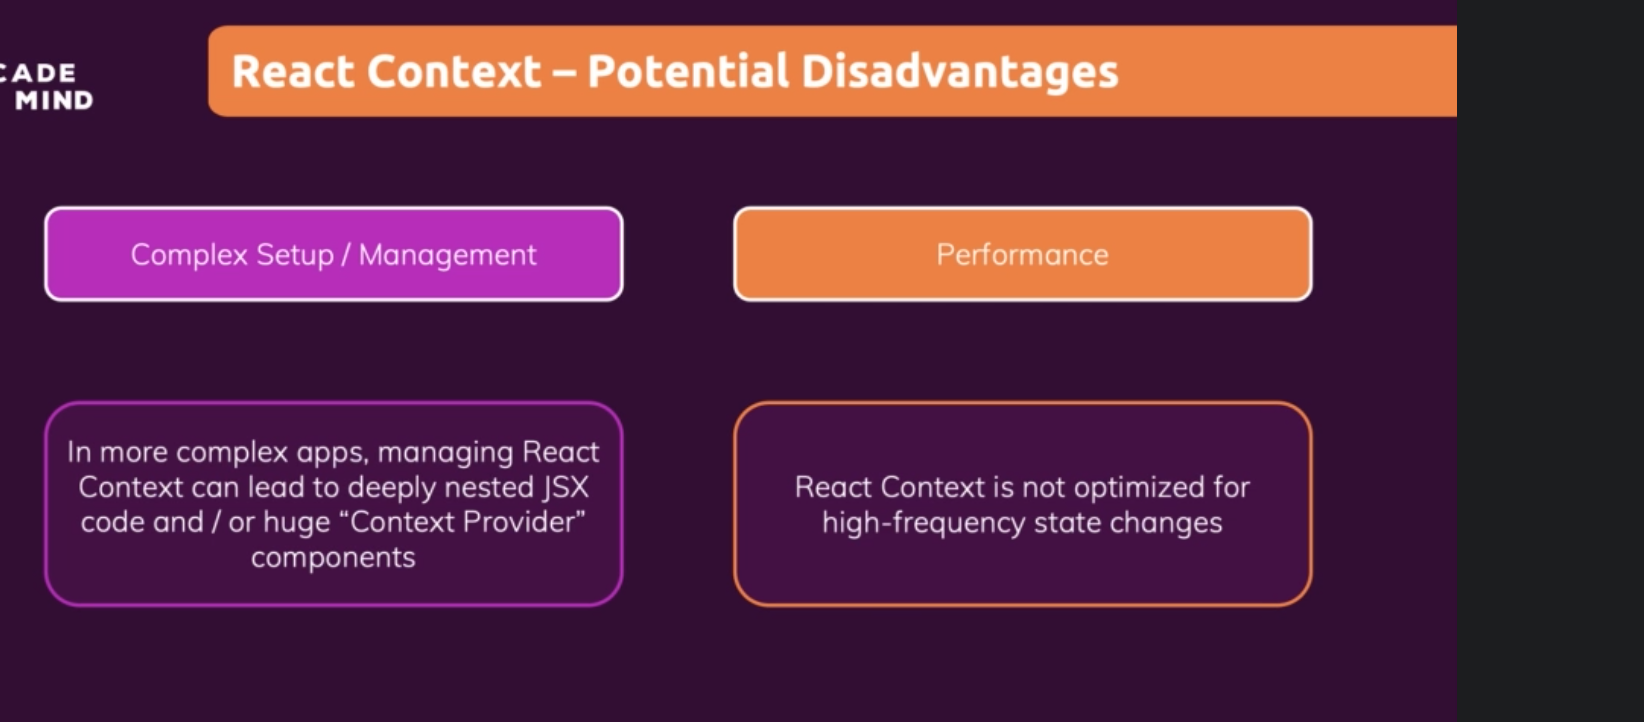 CADE
MIND
React Context – Potential Disadvantages
Complex Setup / Management
Performance
In more complex apps, managing React
Context can lead to deeply nested JSX
code and / or huge “Context Provider”
components
React Context is not optimized for
high-frequency state changes